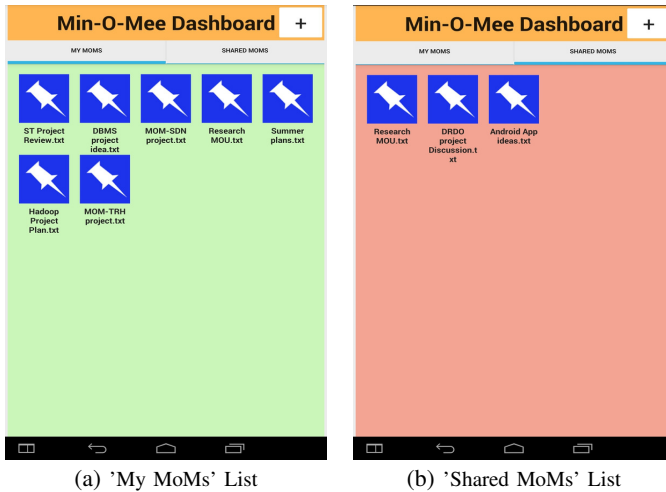 Min-O-Mee Dashboard +
MY MOMS SHARED MOMS
ST Project
Review.txt
DBMS
project
idea.txt
MOM-SDN
project.txt
Research
MOU.txt
Summer
plans.txt
Hadoop
Project
Plan.txt
MOM-TRH
project.txt
(a) 'My MoMs' List
Min-O-Mee Dashboard +
MY MOMS SHARED MOMS
Research
MOU.txt
DRDO
project
Discussion.t
xt
Android App
ideas.txt
(b) 'Shared MoMs' List